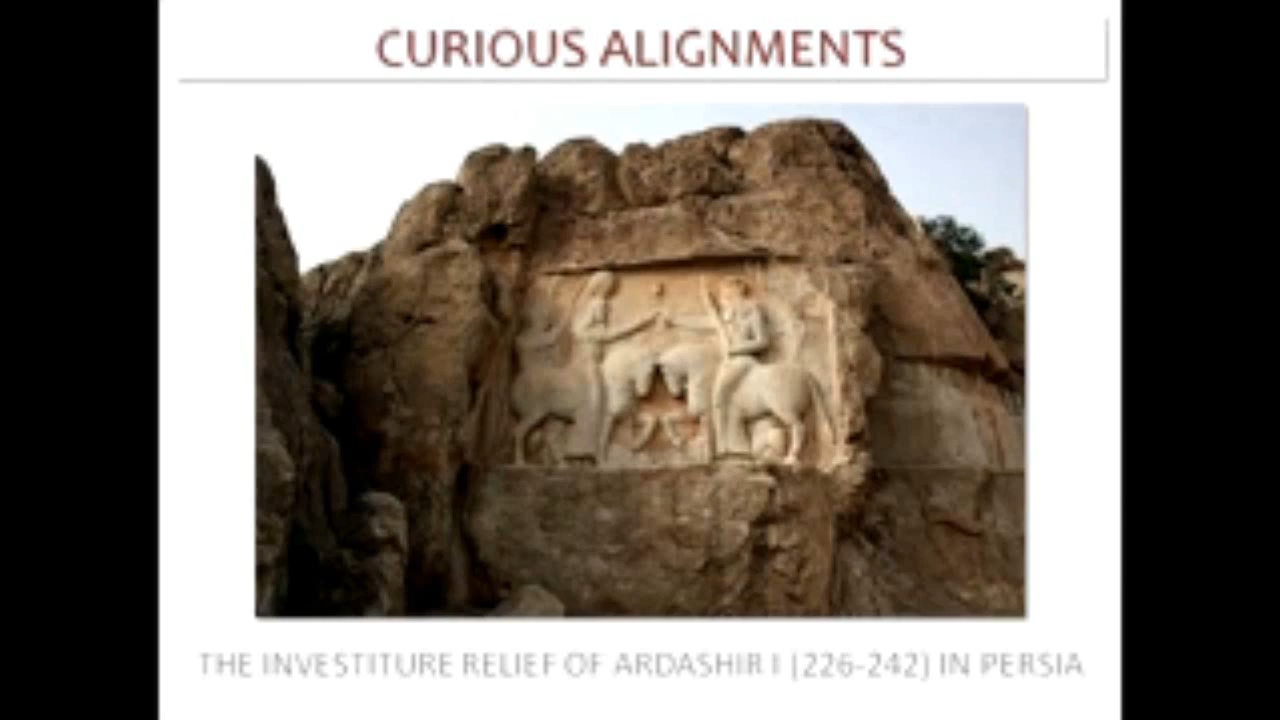 CURIOUS ALIGNMENTS
THE INVESTITURE RELIEF OF ARDASHIR I (226-242) IN PERSIA